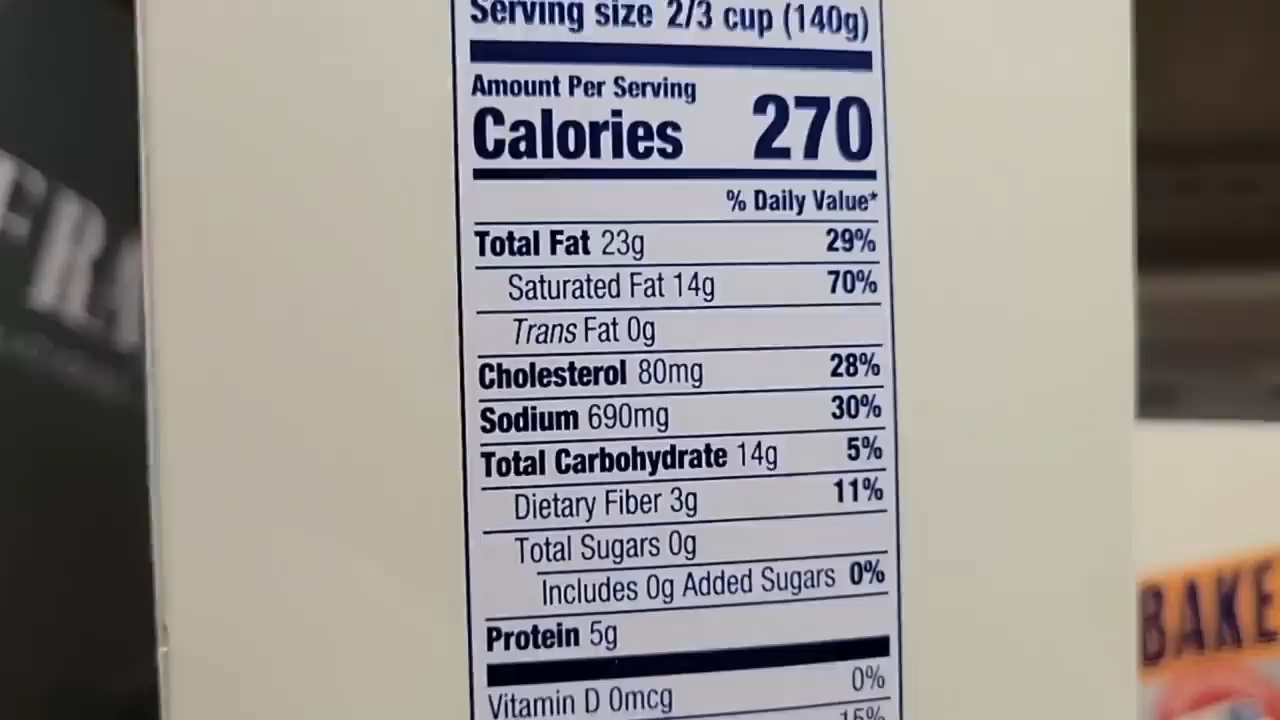 Serving size 2/3 cup (140g)
Amount Per Serving
Calories 270
% Daily Value*
Total Fat 23g 29%
Saturated Fat 14g 70%
Trans Fat 0g
Cholesterol 80mg 28%
Sodium 690mg 30%
Total Carbohydrate 14g 5%
Dietary Fiber 3g 11%
Total Sugars 0g
Includes 0g Added Sugars 0%
Protein 5g
Vitamin D 0mcg 0%
15%
BAKE